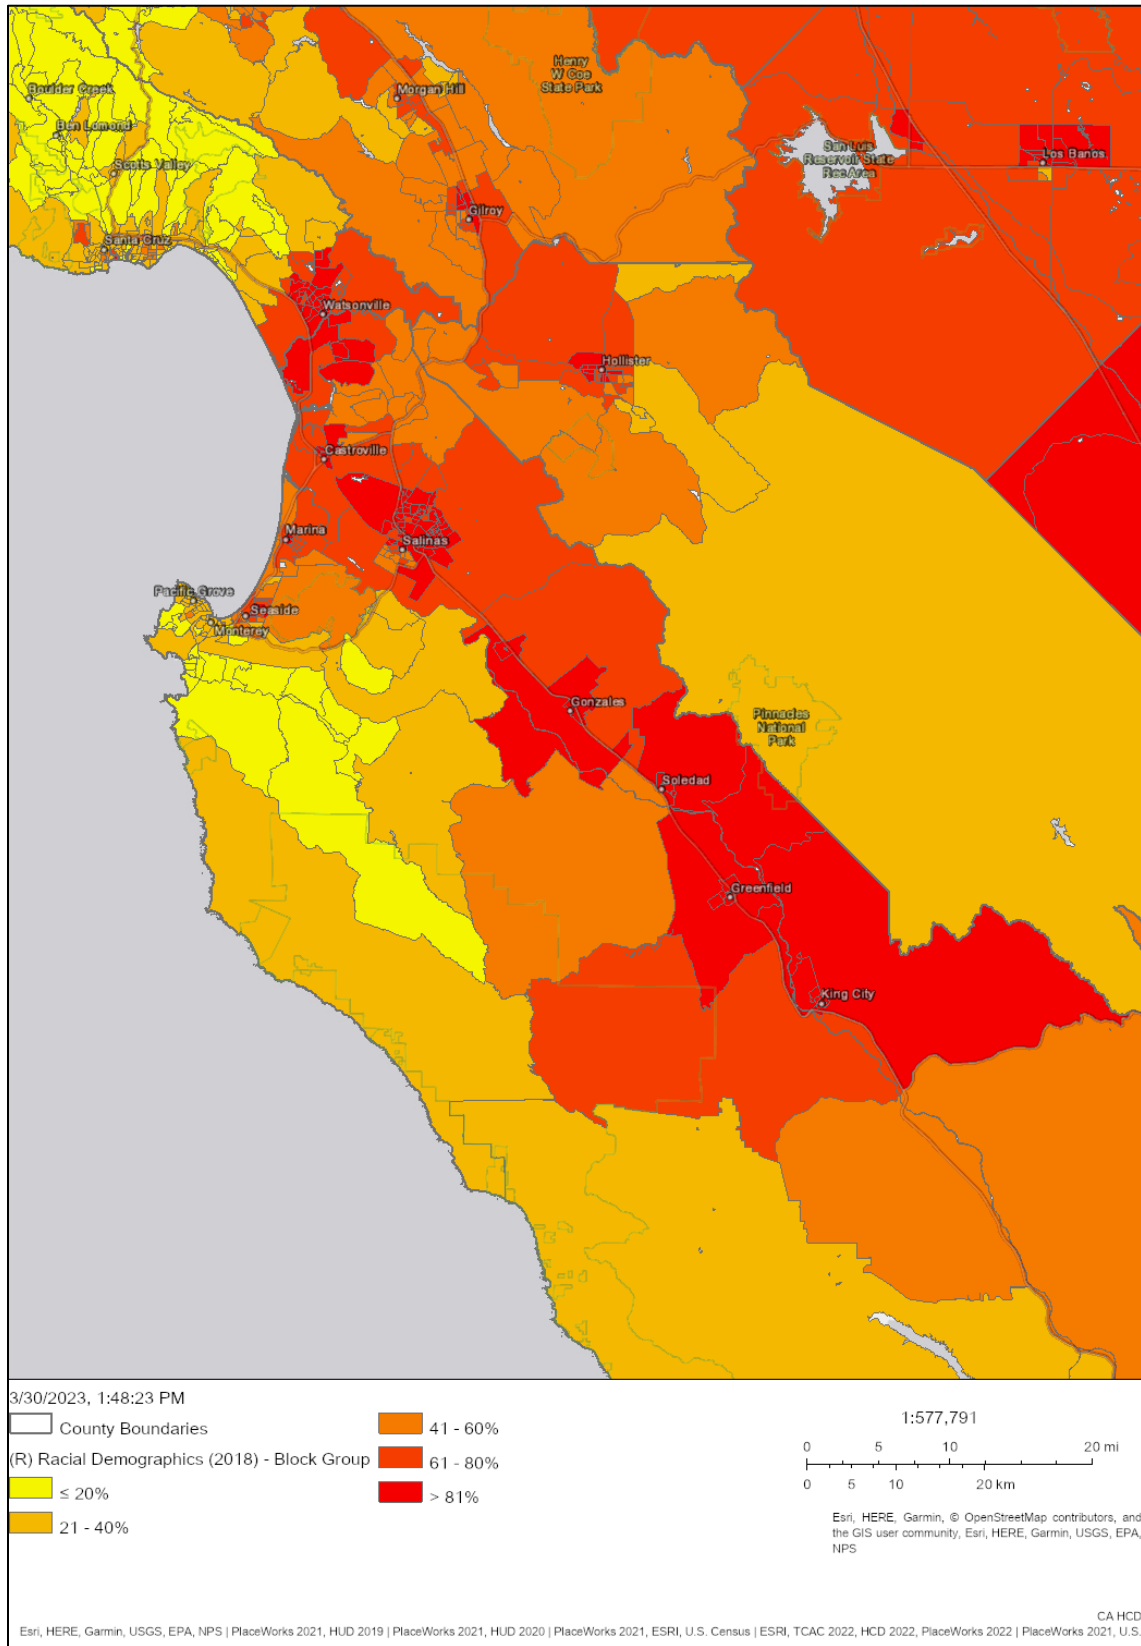 Henry
W Coe
State Park
Boulder Creek
Morgan Hill
Ben Lomond
San Luis
Reservoir State
Rec Area
Los Banos
Scotts Valley
Gilroy
Santa Cruz
Watsonville
Hollister
Castroville
Marina
Salinas
Pacific Grove
Seaside
Monterey
Gonzales
Pinnacles
National
Park
Soledad
Greenfield
King City
3/30/2023, 1:48:23 PM
County Boundaries
(R) Racial Demographics (2018) - Block Group
≤ 20%
21 - 40%
41 - 60%
61 - 80%
> 81%
1:577,791
0 5 10 20 mi
0 5 10 20 km
Esri, HERE, Garmin, © OpenStreetMap contributors, and
the GIS user community, Esri, HERE, Garmin, USGS, EPA,
NPS
CA HCD
Esri, HERE, Garmin, USGS, EPA, NPS | PlaceWorks 2021, HUD 2019 | PlaceWorks 2021, HUD 2020 | PlaceWorks 2021, ESRI, U.S. Census | ESRI, TCAC 2022, HCD 2022, PlaceWorks 2022 | PlaceWorks 2021, U.S.